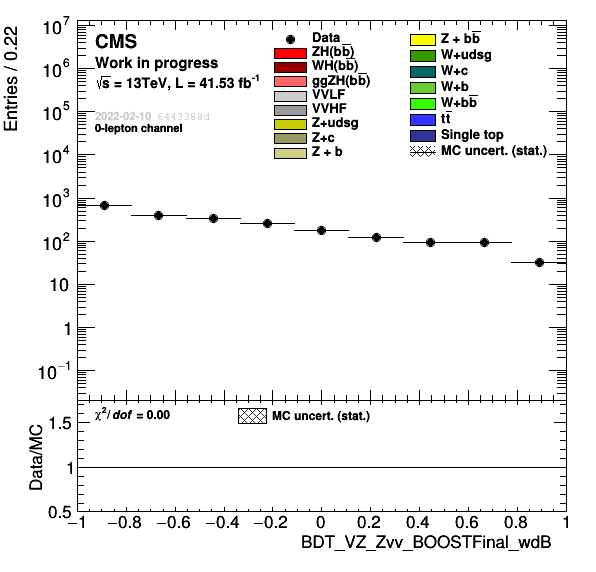 Entries / 0.22
10⁷
10⁶
10⁵
10⁴
10³
10²
10
1
10⁻¹
CMS
Work in progress
√s = 13TeV, L = 41.53 fb⁻¹
2022-02-10 6443388d
0-lepton channel
Data
ZH(bb̅)
WH(bb̅)
ggZH(bb̅)
VVLF
VVHF
Z+udsg
Z+c
Z + b
Z + bb̅
W+udsg
W+c
W+b
W+bb̅
tt̅
Single top
MC uncert. (stat.)
Data/MC
1.5
1
0.5
χ²/dof = 0.00
MC uncert. (stat.)
−1 −0.8 −0.6 −0.4 −0.2 0 0.2 0.4 0.6 0.8 1
BDT_VZ_Zvv_BOOSTFinal_wdB